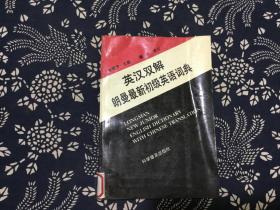 英汉双解
朗曼最新初级英语词典
LONGMAN
NEW JUNIOR
ENGLISH DICTIONARY
WITH CHINESE TRANSLATION
科学普及出版社